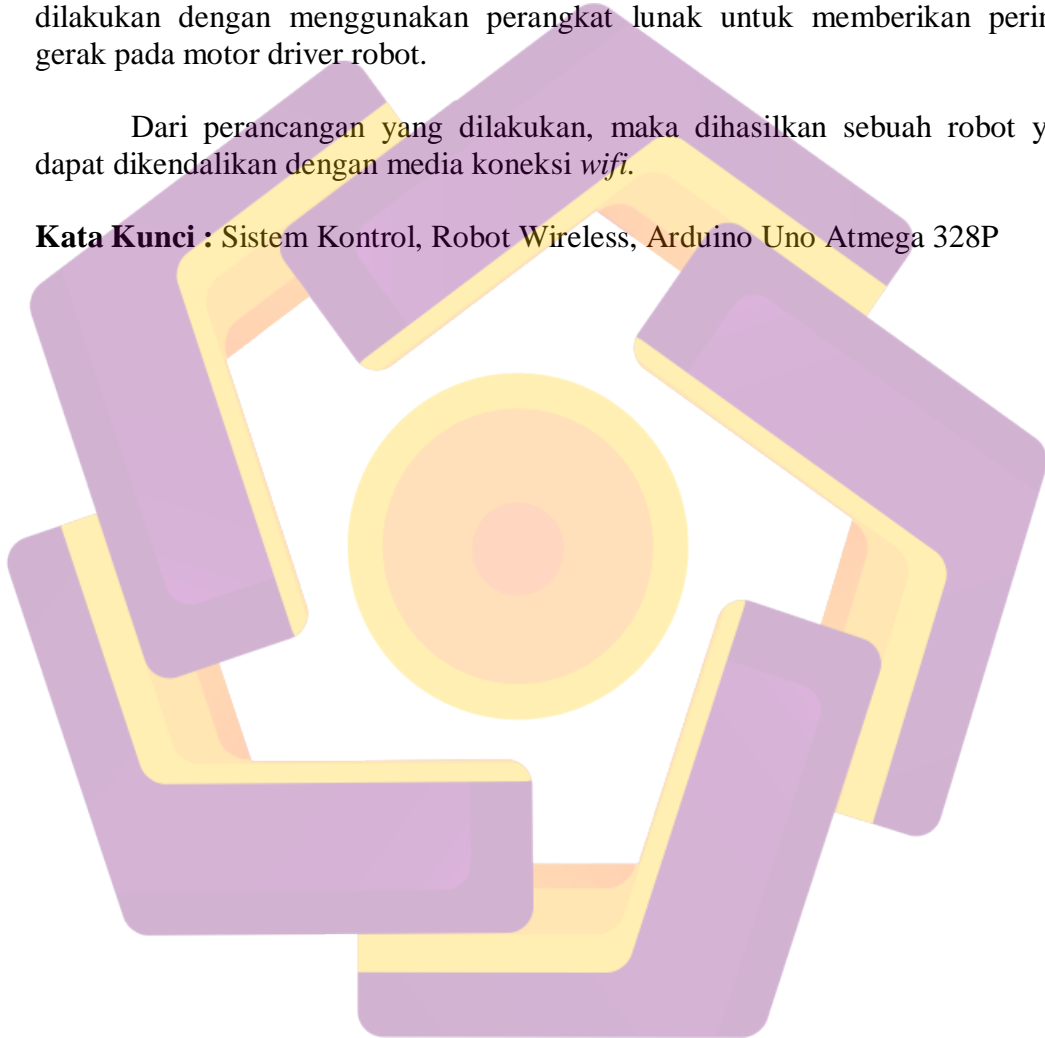 dilakukan dengan menggunakan perangkat lunak untuk memberikan
gerak pada motor driver robot.
Dari perancangan yang dilakukan, maka dihasilkan sebuah robot
dapat dikendalikan dengan media koneksi wifi.
Kata Kunci : Sistem Kontrol, Robot Wireless, Arduino Uno Atmega 328P